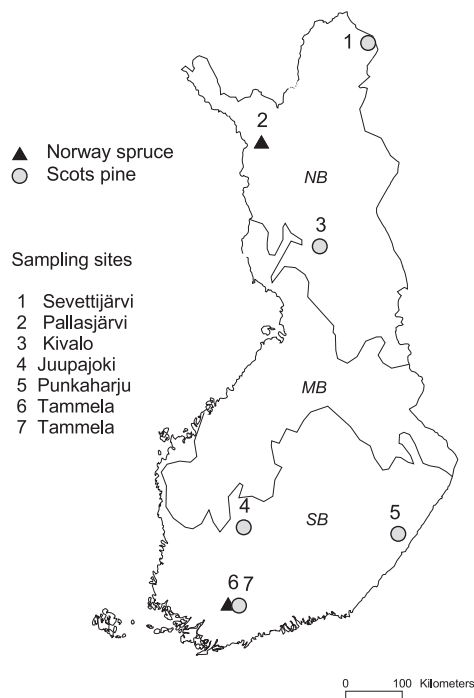 1
2
Norway spruce
Scots pine
NB
3
Sampling sites
1 Sevettijärvi
2 Pallasjärvi
3 Kivalo
4 Juupajoki
5 Punkaharju
6 Tammela
7 Tammela
MB
4
SB
5
6 7
0 100 Kilometers